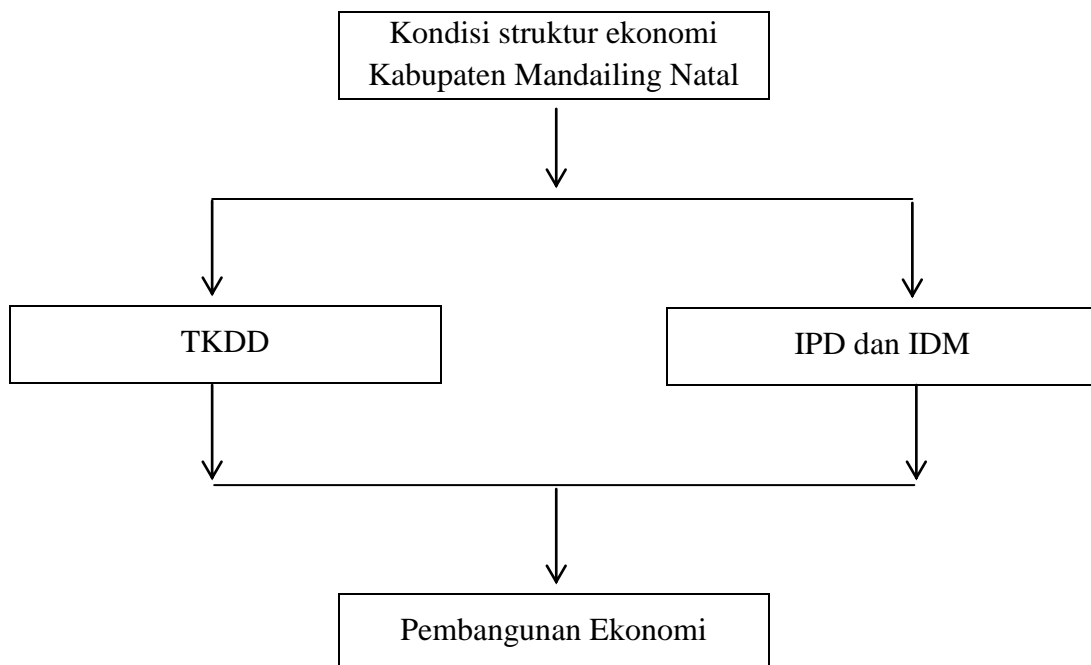 Kondisi struktur ekonomi
Kabupaten Mandailing Natal
TKDD
IPD dan IDM
Pembangunan Ekonomi